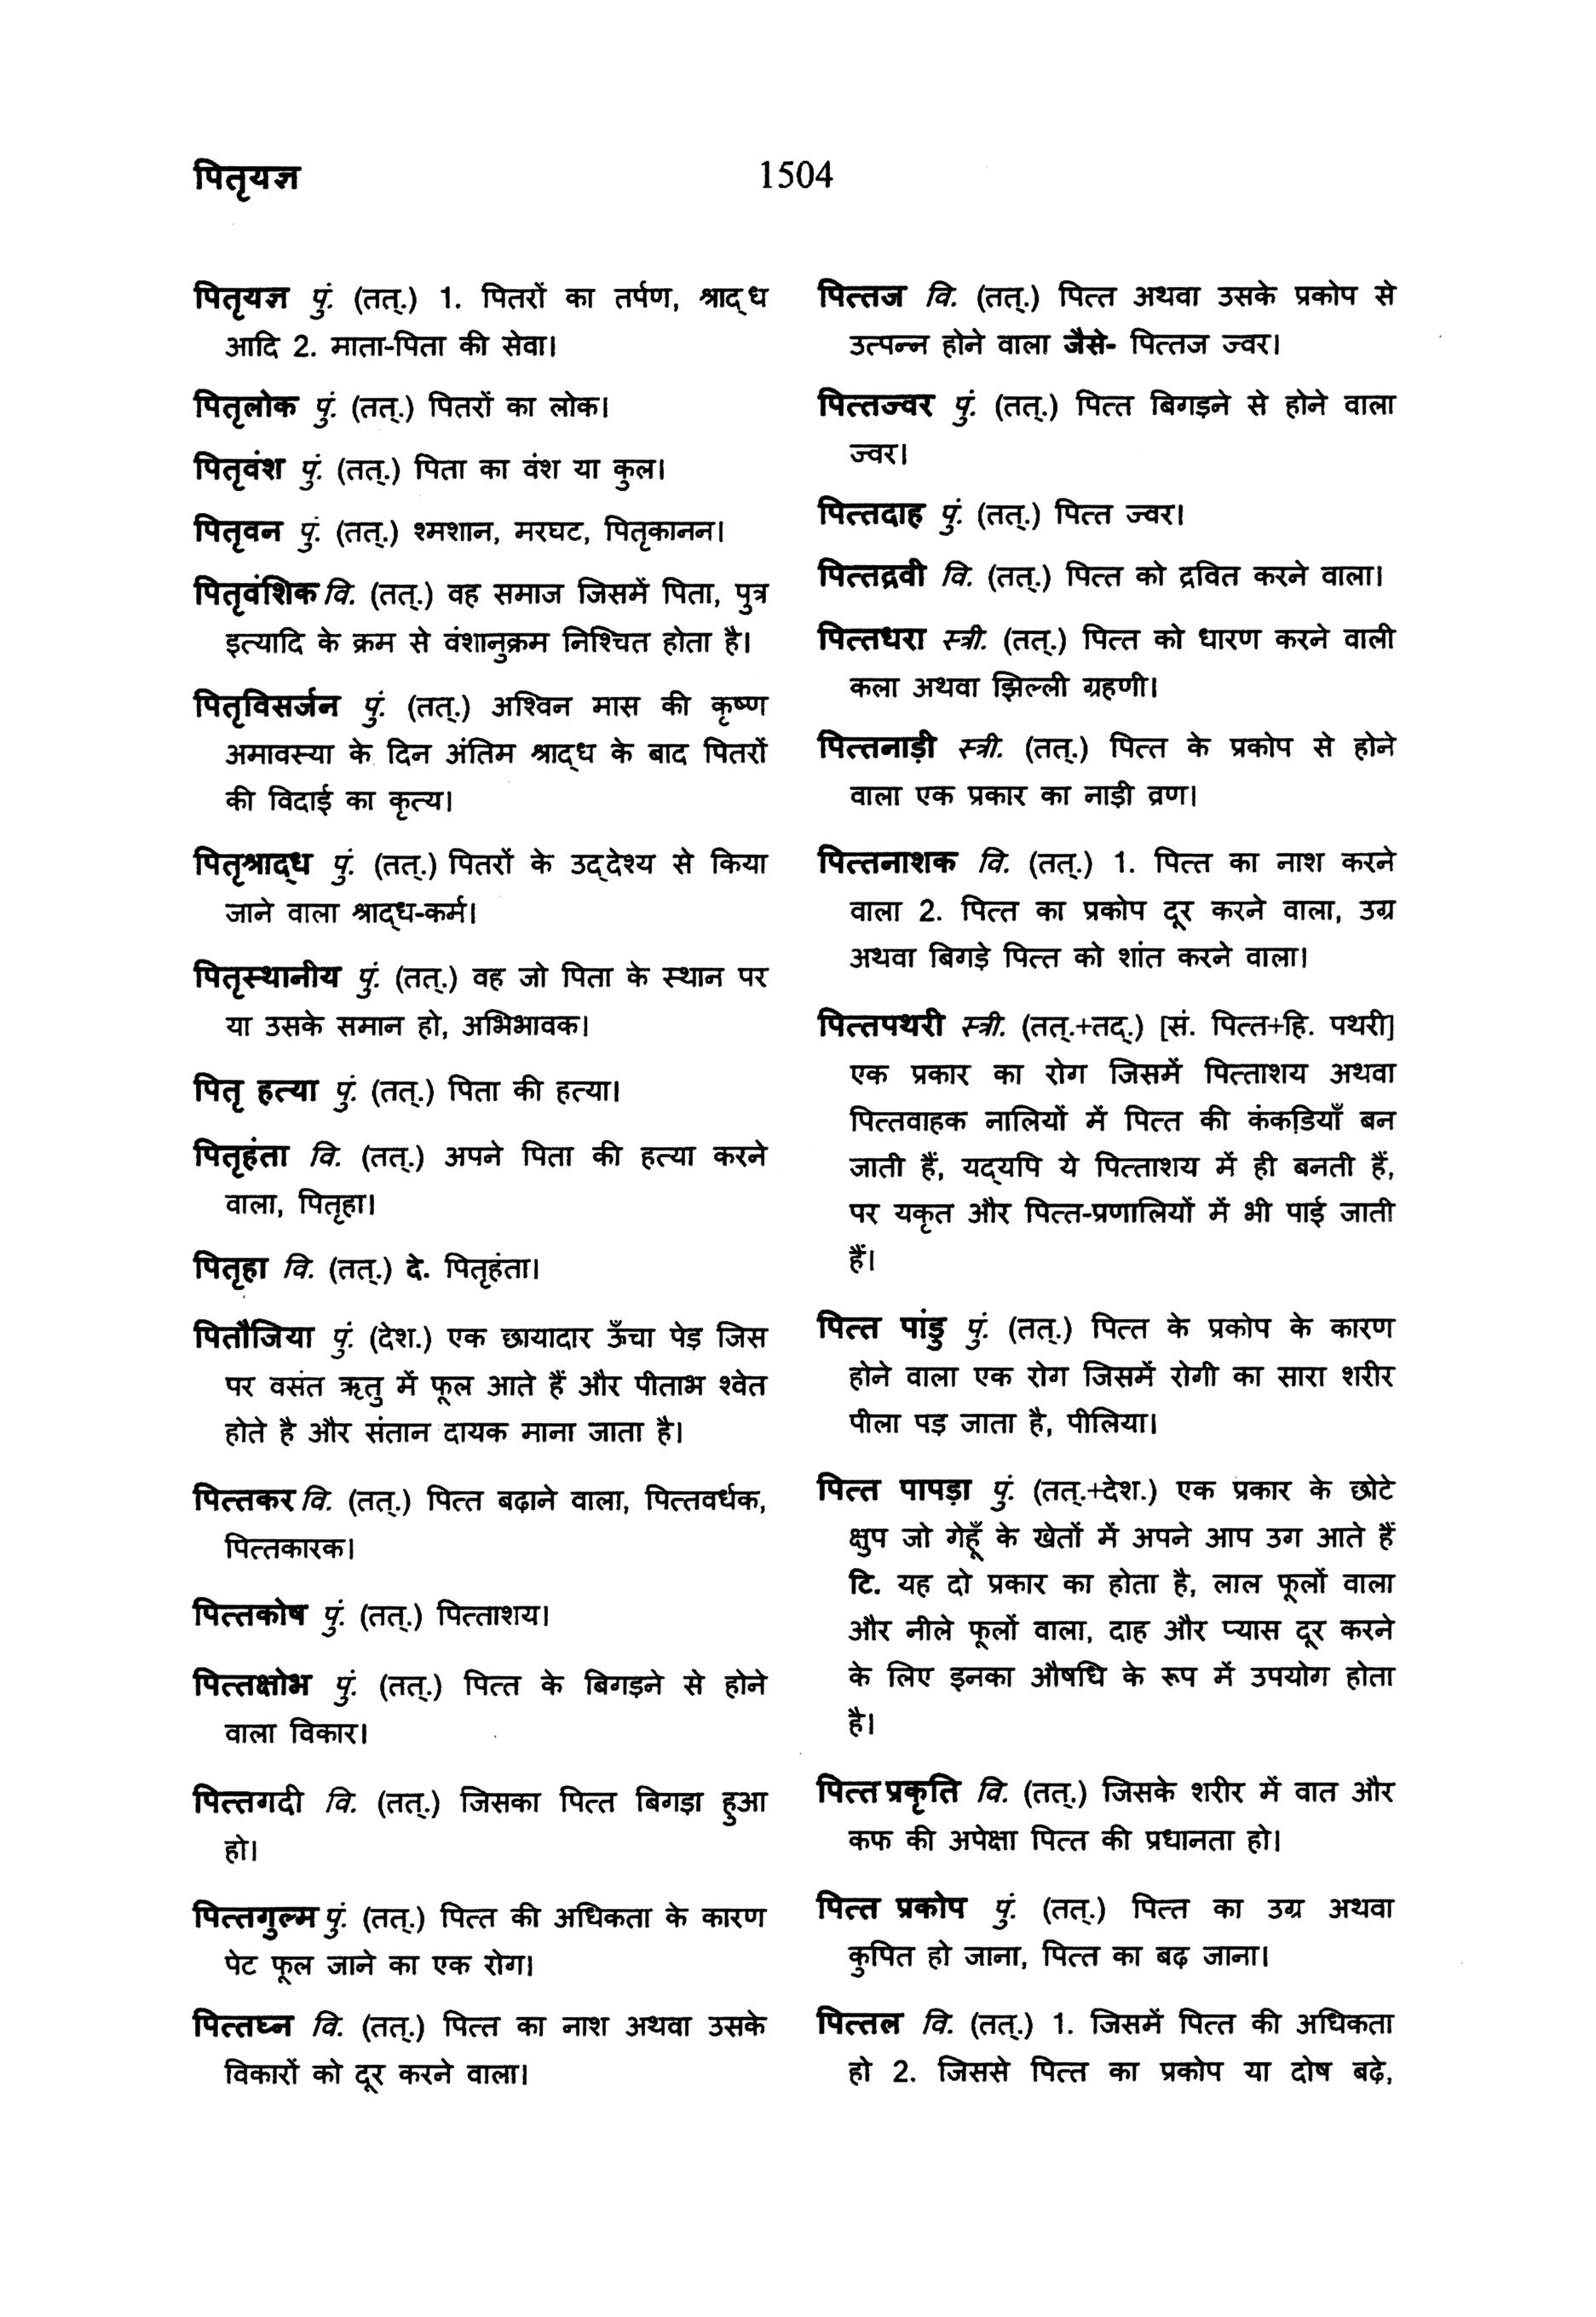 पितृयज्ञ
1504
पितृयज्ञ पुं. (तत्.) 1. पितरों का तर्पण, श्राद्ध
आदि 2. माता-पिता की सेवा।
पितृलोक पुं. (तत्.) पितरों का लोक।
पितृवंश पुं. (तत्.) पिता का वंश या कुल।
पितृवन पुं. (तत्.) श्मशान, मरघट, पितृकानन।
पितृवंशिक वि. (तत्.) वह समाज जिसमें पिता, पुत्र
इत्यादि के क्रम से वंशानुक्रम निश्चित होता है।
पितृविसर्जन पुं. (तत्.) अश्विन मास की कृष्ण
अमावस्या के दिन अंतिम श्राद्ध के बाद पितरों
की विदाई का कृत्य।
पितृश्राद्ध पुं. (तत्.) पितरों के उद्देश्य से किया
जाने वाला श्राद्ध-कर्म।
पितृस्थानीय पुं. (तत्.) वह जो पिता के स्थान पर
या उसके समान हो, अभिभावक।
पितृ हत्या पुं. (तत्.) पिता की हत्या।
पितृहंता वि. (तत्.) अपने पिता की हत्या करने
वाला, पितृहा।
पितृहा वि. (तत्.) दे. पितृहंता।
पितौजिया पुं. (देश.) एक छायादार ऊँचा पेड़ जिस
पर वसंत ऋतु में फूल आते हैं और पीताभ श्वेत
होते है और संतान दायक माना जाता है।
पित्तकर वि. (तत्.) पित्त बढ़ाने वाला, पित्तवर्धक,
पित्तकारक।
पित्तकोष पुं. (तत्.) पित्ताशय।
पित्तक्षोभ पुं. (तत्.) पित्त के बिगड़ने से होने
वाला विकार।
पित्तगदी वि. (तत्.) जिसका पित्त बिगड़ा हुआ
हो।
पित्तगुल्म पुं. (तत्.) पित्त की अधिकता के कारण
पेट फूल जाने का एक रोग।
पित्तघ्न वि. (तत्.) पित्त का नाश अथवा उसके
विकारों को दूर करने वाला।
पित्तज वि. (तत्.) पित्त अथवा उसके प्रकोप से
उत्पन्न होने वाला जैसे- पित्तज ज्वर।
पित्तज्वर पुं. (तत्.) पित्त बिगड़ने से होने वाला
ज्वर।
पित्तदाह पुं. (तत्.) पित्त ज्वर।
पित्तद्रवी वि. (तत्.) पित्त को द्रवित करने वाला।
पित्तधरा स्त्री. (तत्.) पित्त को धारण करने वाली
कला अथवा झिल्ली ग्रहणी।
पित्तनाड़ी स्त्री. (तत्.) पित्त के प्रकोप से होने
वाला एक प्रकार का नाड़ी व्रण।
पित्तनाशक वि. (तत्.) 1. पित्त का नाश करने
वाला 2. पित्त का प्रकोप दूर करने वाला, उग्र
अथवा बिगड़े पित्त को शांत करने वाला।
पित्तपथरी स्त्री. (तत्.+तद्.) [सं. पित्त+हि. पथरी]
एक प्रकार का रोग जिसमें पित्ताशय अथवा
पित्तवाहक नालियों में पित्त की कंकड़ियाँ बन
जाती हैं, यद्यपि ये पित्ताशय में ही बनती हैं,
पर यकृत और पित्त-प्रणालियों में भी पाई जाती
हैं।
पित्त पांडु पुं. (तत्.) पित्त के प्रकोप के कारण
होने वाला एक रोग जिसमें रोगी का सारा शरीर
पीला पड़ जाता है, पीलिया।
पित्त पापड़ा पुं. (तत्.+देश.) एक प्रकार के छोटे
क्षुप जो गेहूँ के खेतों में अपने आप उग आते हैं
टि. यह दो प्रकार का होता है, लाल फूलों वाला
और नीले फूलों वाला, दाह और प्यास दूर करने
के लिए इनका औषधि के रूप में उपयोग होता
है।
पित्त प्रकृति वि. (तत्.) जिसके शरीर में वात और
कफ की अपेक्षा पित्त की प्रधानता हो।
पित्त प्रकोप पुं. (तत्.) पित्त का उग्र अथवा
कुपित हो जाना, पित्त का बढ़ जाना।
पित्तल वि. (तत्.) 1. जिसमें पित्त की अधिकता
हो 2. जिससे पित्त का प्रकोप या दोष बढ़े,